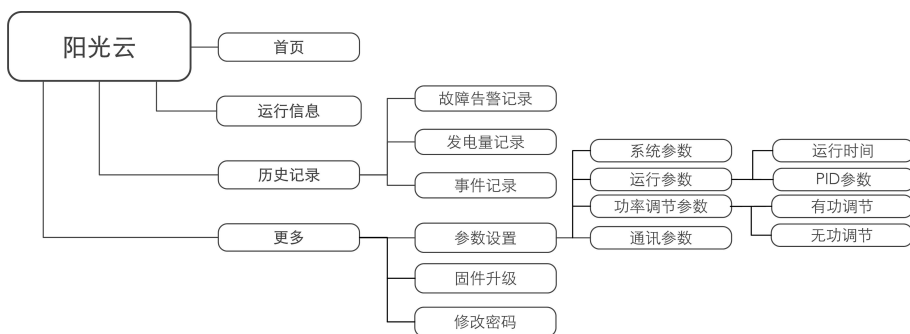 阳光云
首页
运行信息
历史记录
故障告警记录
发电量记录
事件记录
更多
参数设置
系统参数
运行参数
运行时间
PID参数
功率调节参数
有功调节
无功调节
通讯参数
固件升级
修改密码